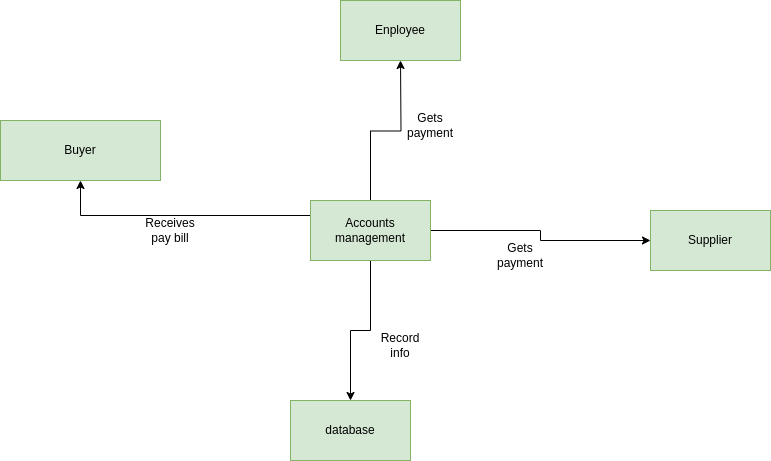 Enployee
Gets
payment
Buyer
Receives
pay bill
Accounts
management
Gets
payment
Supplier
Record
info
database